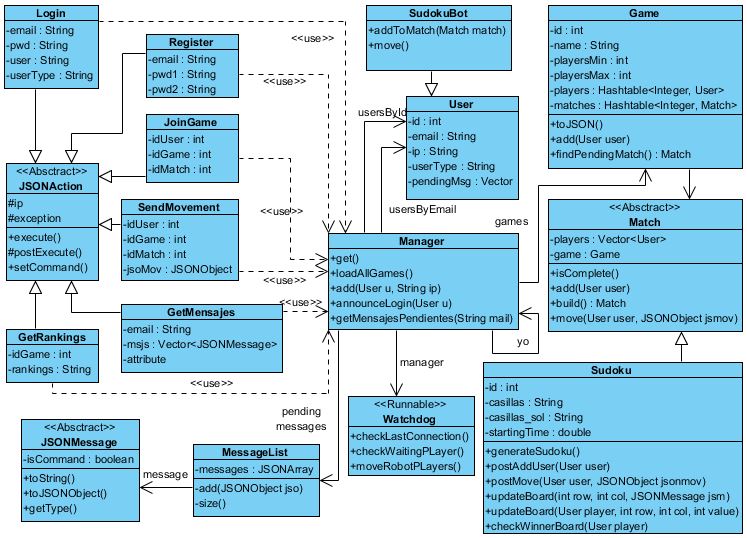 Login
-email : String
-pwd : String
-user : String
-userType : String
<<use>>
Register
-email : String
-pwd1 : String
-pwd2 : String
<<use>>
SudokuBot
+addToMatch(Match match)
+move()
Game
-id : int
-name : String
-playersMin : int
-playersMax : int
-players : Hashtable<Integer, User>
-matches : Hashtable<Integer, Match>
+toJSON()
+add(User user)
+findPendingMatch() : Match
JoinGame
-idUser : int
-idGame : int
-idMatch : int
<<use>>
usersById
User
-id : int
-email : String
-ip : String
-userType : String
-pendingMsg : Vector
usersByEmail
games
<<Absctract>>
JSONAction
#ip
#exception
+execute()
#postExecute()
+setCommand()
SendMovement
-idUser : int
-idGame : int
-idMatch : int
-jsoMov : JSONObject
<<use>>
Manager
+get()
+loadAllGames()
+add(User u, String ip)
+announceLogin(User u)
+getMensajesPendientes(String mail)
yo
<<Abstract>>
Match
-players : Vector<User>
-game : Game
+isComplete()
+add(User user)
+build() : Match
+move(User user, JSONObject jsmov)
GetMensajes
-email : String
-msjs : Vector<JSONMessage>
-attribute
<<use>>
GetRankings
-idGame : int
-rankings : String
<<use>>
manager
pending
messages
<<Runnable>>
Watchdog
+checkLastConnection()
+checkWaitingPLayer()
+moveRobotPLayers()
Sudoku
-id : int
-casillas : String
-casillas_sol : String
-startingTime : double
+generateSudoku()
+postAddUser(User user)
+postMove(User user, JSONObject jsonmov)
+updateBoard(int row, int col, JSONMessage jsm)
+updateBoard(User player, int row, int col, int value)
+checkWinnerBoard(User player)
<<Absctract>>
JSONMessage
-isCommand : boolean
+toString()
+toJSONObject()
+getType()
message
MessageList
-messages : JSONArray
-add(JSONObject jso)
-size()